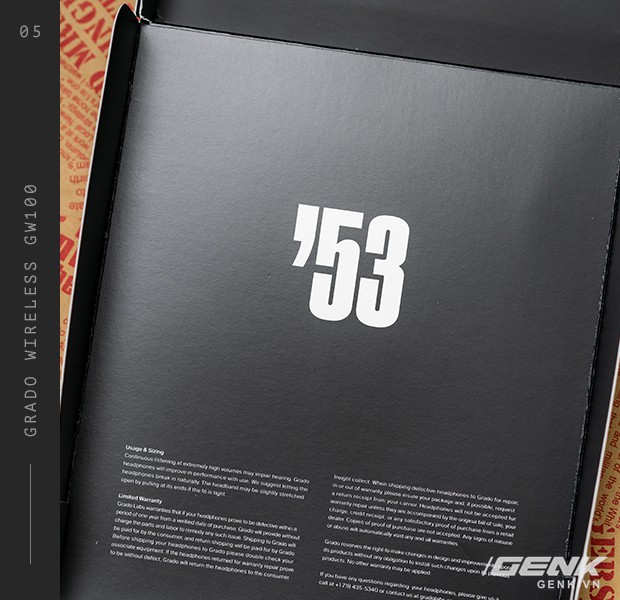 05
GRADO WIRELESS GW100
'53
Usage & Sizing
Continuous listening at extremely high volumes may impair hearing. Grado
headphones will improve in performance with use. We suggest letting the
headphones break in naturally. The headband may be slightly stretched
open by pulling at its ends if the fit is tight.
Limited Warranty
Grado Labs warranties that if your headphones prove to be defective within a
period of one year from a verified date of purchase, Grado will provide without
charge the parts and labor to remedy any such issue. Shipping to Grado will
be paid for by the consumer, and return shipping will be paid for by Grado.
Before shipping your headphones to Grado please double check your
associate equipment. If the headphones returned for warranty repair prove
to be without defect, Grado will return the headphones to the consumer
freight collect. When shipping defective headphones to Grado for repair,
in or out of warranty, please insure your package and, if possible, request
a return receipt from your carrier. Headphones will not be accepted for
warranty repair unless they are accompanied by the original bill of sale, your
charge, credit receipt, or any satisfactory proof of purchase from a retail
dealer. Copies of proof of purchase are not accepted. Any signs of misuse
or abuse will automatically void any and all warranties.
Grado reserves the right to make changes in design and improvements upon
its products without any obligation to install such changes upon
products. No other warranty may be applied.
If you have any questions regarding your headphones, please give us a
call at +1 718 435-5340 or contact us at
GENK
GENK.VN